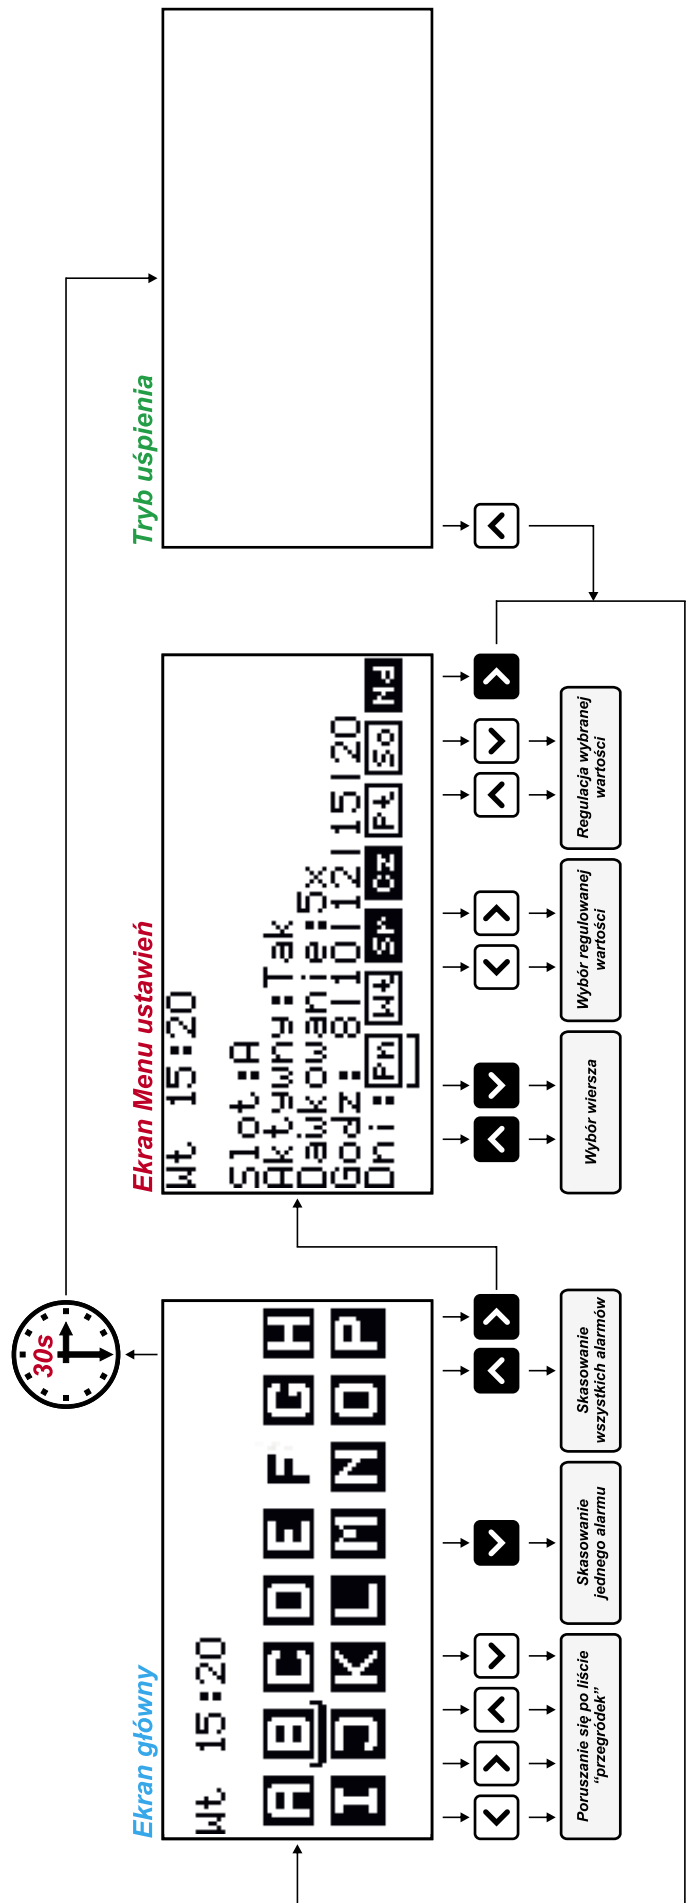 30s
Ekran główny
Wt 15:20
A B C D E F G H
I J K L M N O P
Poruszanie się po liście
“przegródek”
Skasowanie
jednego alarmu
Skasowanie
wszystkich alarmów
Ekran Menu ustawień
Wt 15:20
Slot:A
Aktywny:Tak
Dawkowanie:5x
Godz: 8|10|12|15|20
Dni: Pn Wt Sr Cz Pt So Nd
Wybór wiersza
Wybór regulowanej
wartości
Regulacja wybranej
wartości
Tryb uśpienia